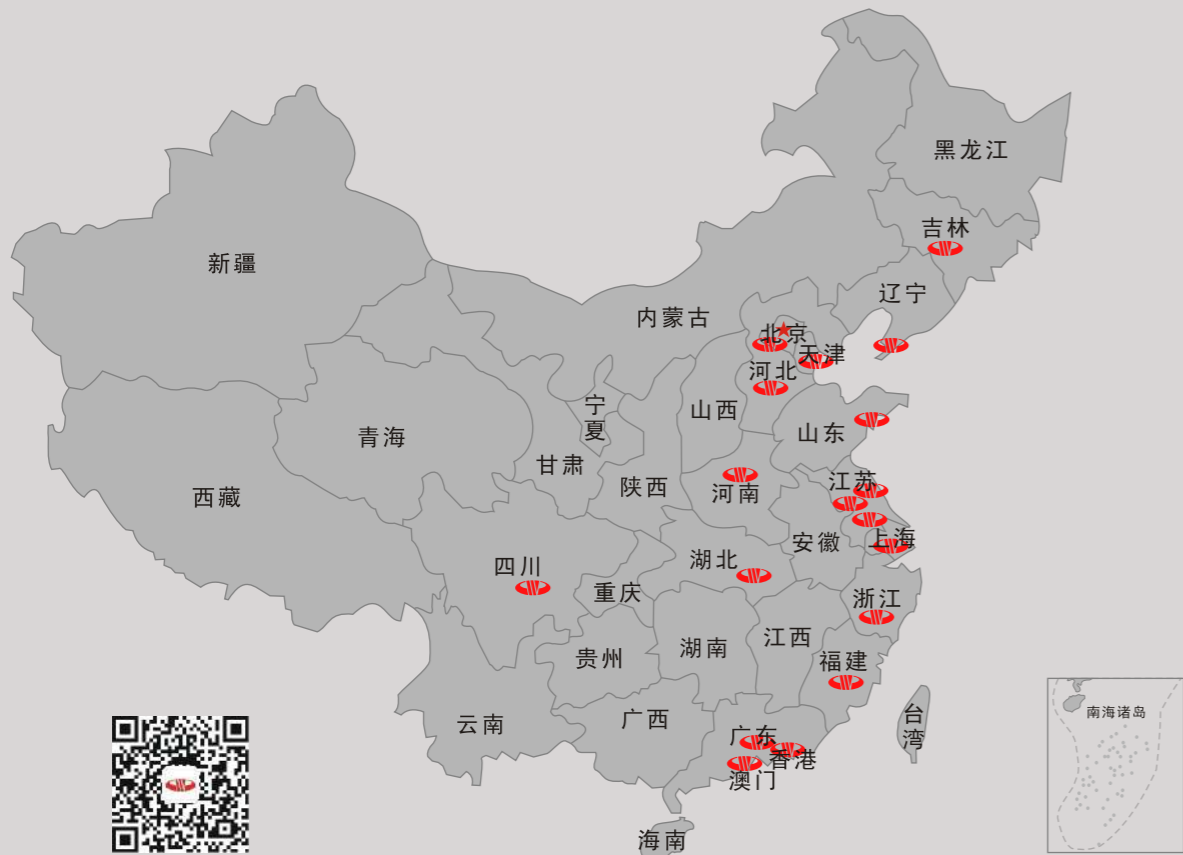 黑龙江
吉林
新疆
辽宁
内蒙古
北京
天津
河北
宁夏
山西
青海
山东
甘肃
江苏
陕西
河南
西藏
上海
安徽
湖北
四川
重庆
浙江
江西
湖南
贵州
福建
南海诸岛
广西
云南
台湾
广东
香港
澳门
海南